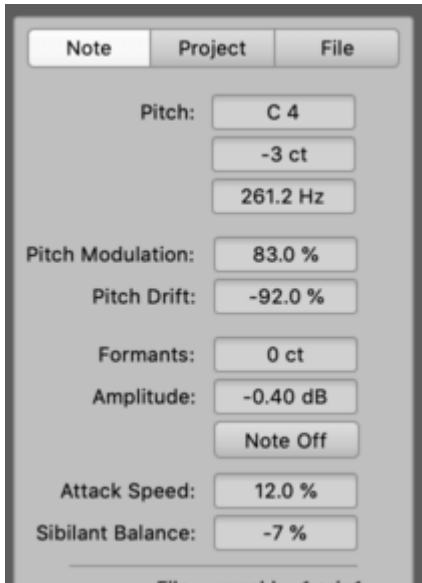 Note Project File
Pitch: C 4
-3 ct
261.2 Hz
Pitch Modulation: 83.0 %
Pitch Drift: -92.0 %
Formants: 0 ct
Amplitude: -0.40 dB
Note Off
Attack Speed: 12.0 %
Sibilant Balance: -7 %